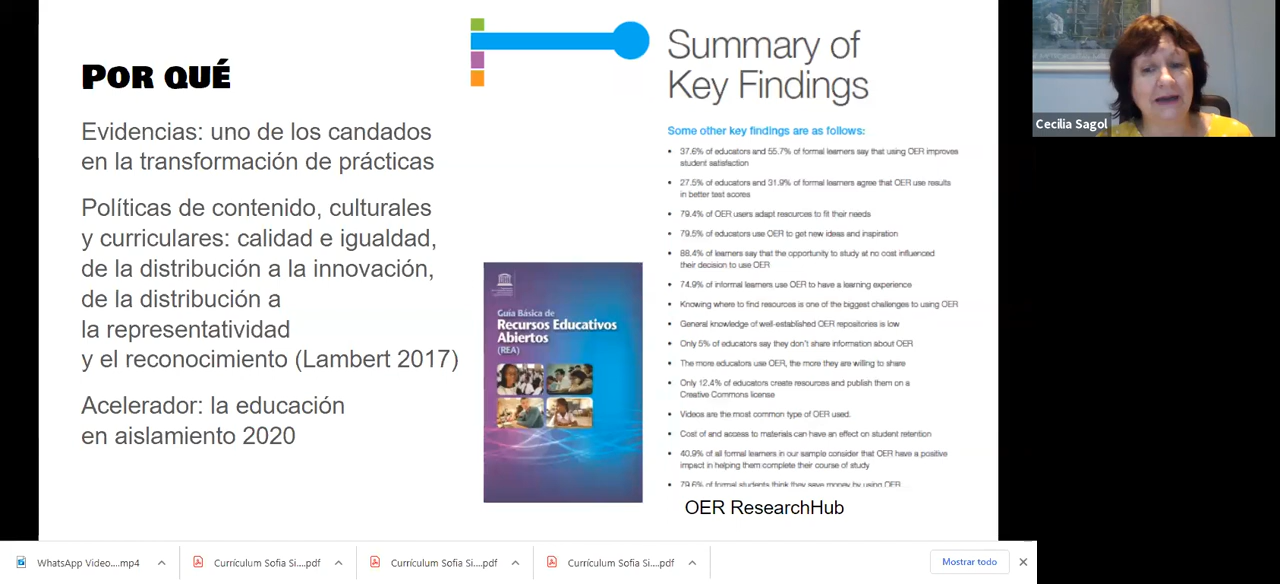 POR QUÉ
Evidencias: uno de los candados
en la transformación de prácticas
Políticas de contenido, culturales
y curriculares: calidad e igualdad,
de la distribución a la innovación,
de la distribución a
la representatividad
y el reconocimiento (Lambert 2017)
Acelerador: la educación
en aislamiento 2020
Guía Básica de
Recursos Educativos
Abiertos
(REA)
Summary of
Key Findings
Some other key findings are as follows:
• 37.6% of educators and 55.7% of formal learners say that using OER improves
student satisfaction
• 27.5% of educators and 31.9% of formal learners agree that OER use results
in better test scores
• 79.4% of OER users adapt resources to fit their needs
• 79.5% of educators use OER to get new ideas and inspiration
• 88.4% of learners say that the opportunity to study at no cost influenced
their decision to use OER
• 74.9% of informal learners use OER to have a learning experience
• Knowing where to find resources is one of the biggest challenges to using OER
• General knowledge of well-established OER repositories is low
• Only 5% of educators say they don't share information about OER
• The more educators use OER, the more they are willing to share
• Only 12.4% of educators create resources and publish them on a
Creative Commons license
• Videos are the most common type of OER used.
• Cost of and access to materials can have an effect on student retention
• 40.9% of all formal learners in our sample consider that OER have a positive
impact in helping them complete their course of study
• 79.6% of formal students think they save money by using OER
OER ResearchHub
Cecilia Sagol
WhatsApp Video....mp4
Currículum Sofia Si....pdf
Currículum Sofia Si....pdf
Currículum Sofia Si....pdf
Mostrar todo